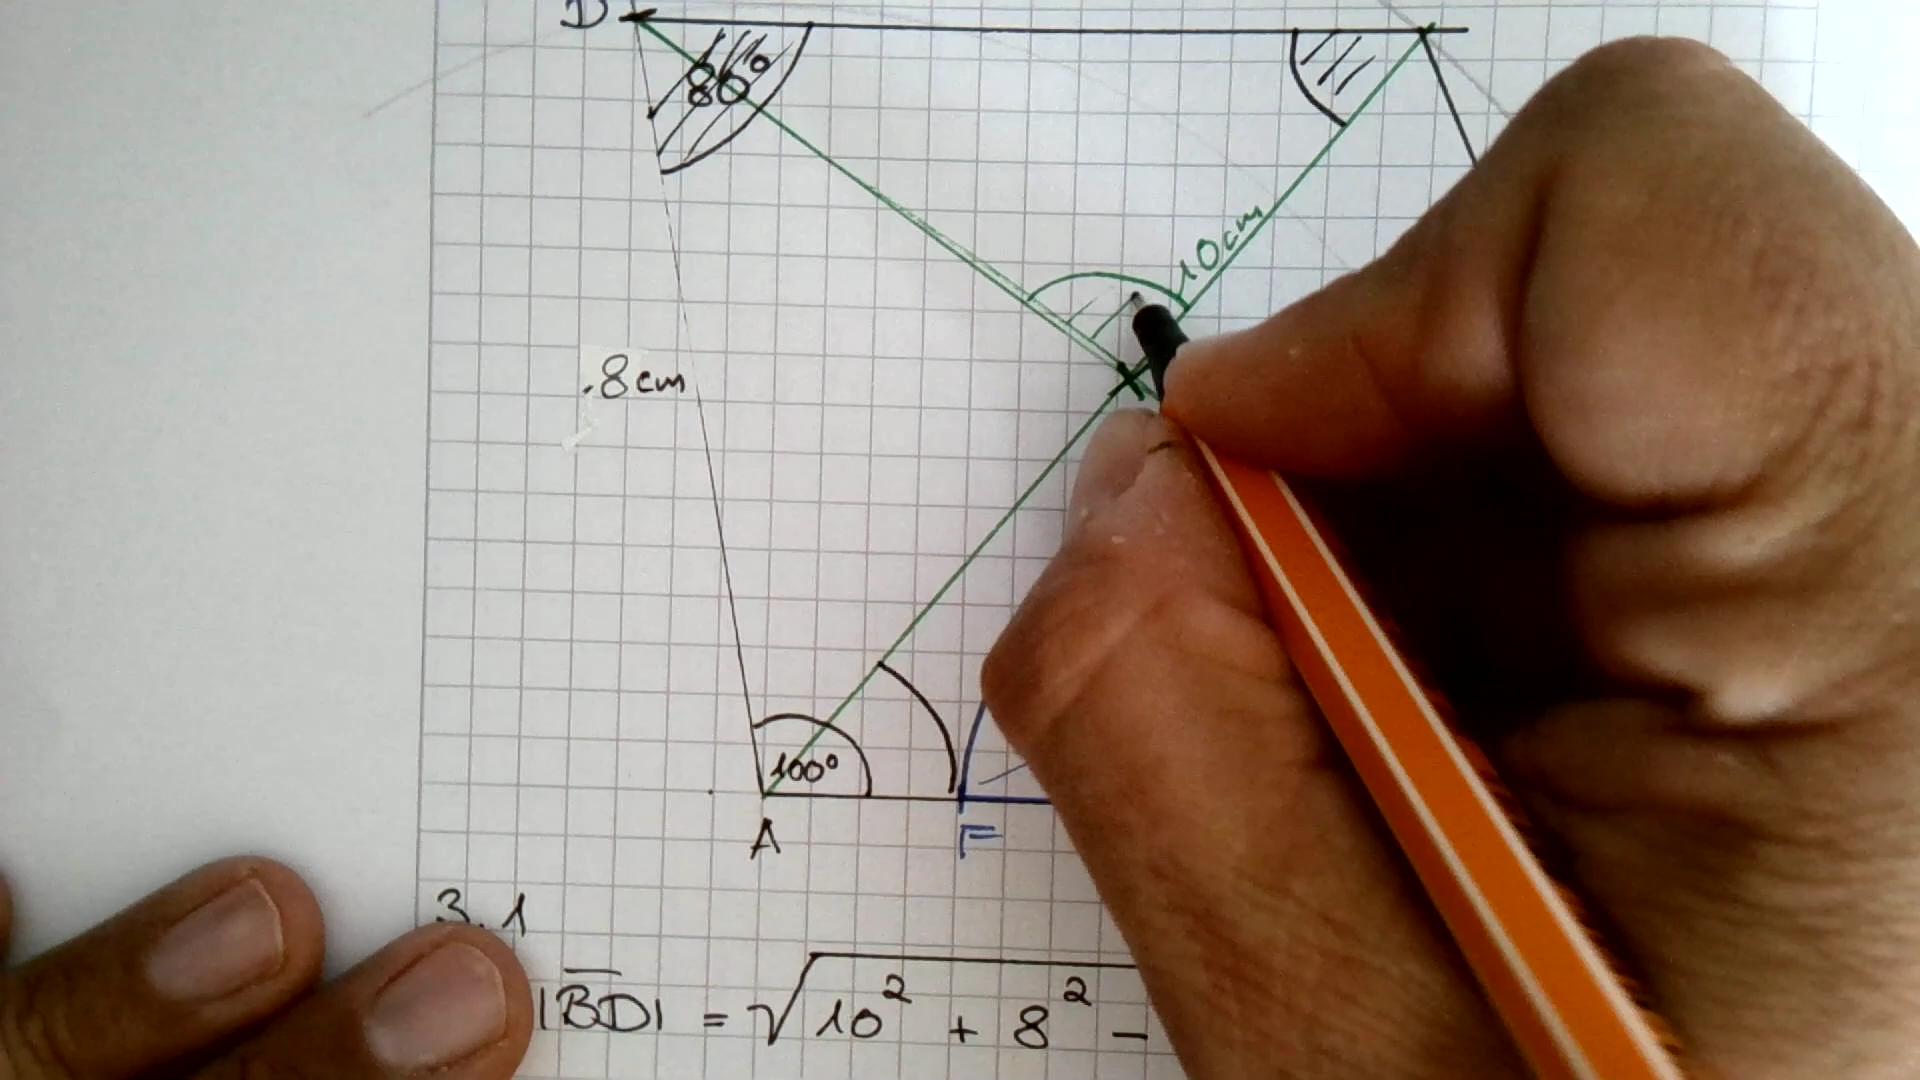 D
80°
10cm
8cm
100°
A F
3.1
|BD| = √10² + 8² −